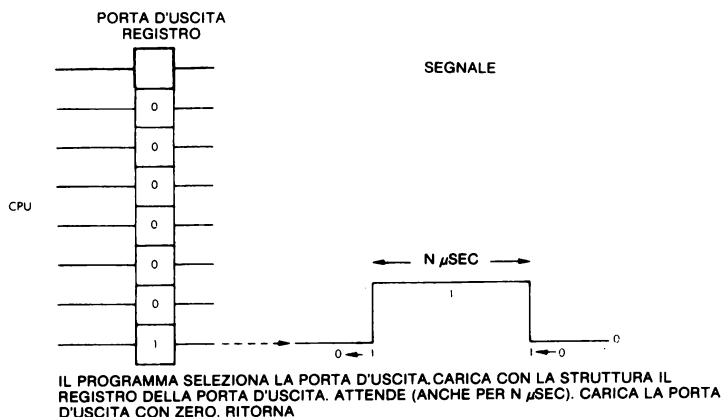 PORTA D'USCITA
REGISTRO
SEGNALE
0
0
0
0
0
0
1
CPU
N µSEC
1
0 ← 1
1 ← 0
0
IL PROGRAMMA SELEZIONA LA PORTA D'USCITA. CARICA CON LA STRUTTURA IL
REGISTRO DELLA PORTA D'USCITA. ATTENDE (ANCHE PER N µSEC). CARICA LA PORTA
D'USCITA CON ZERO. RITORNA